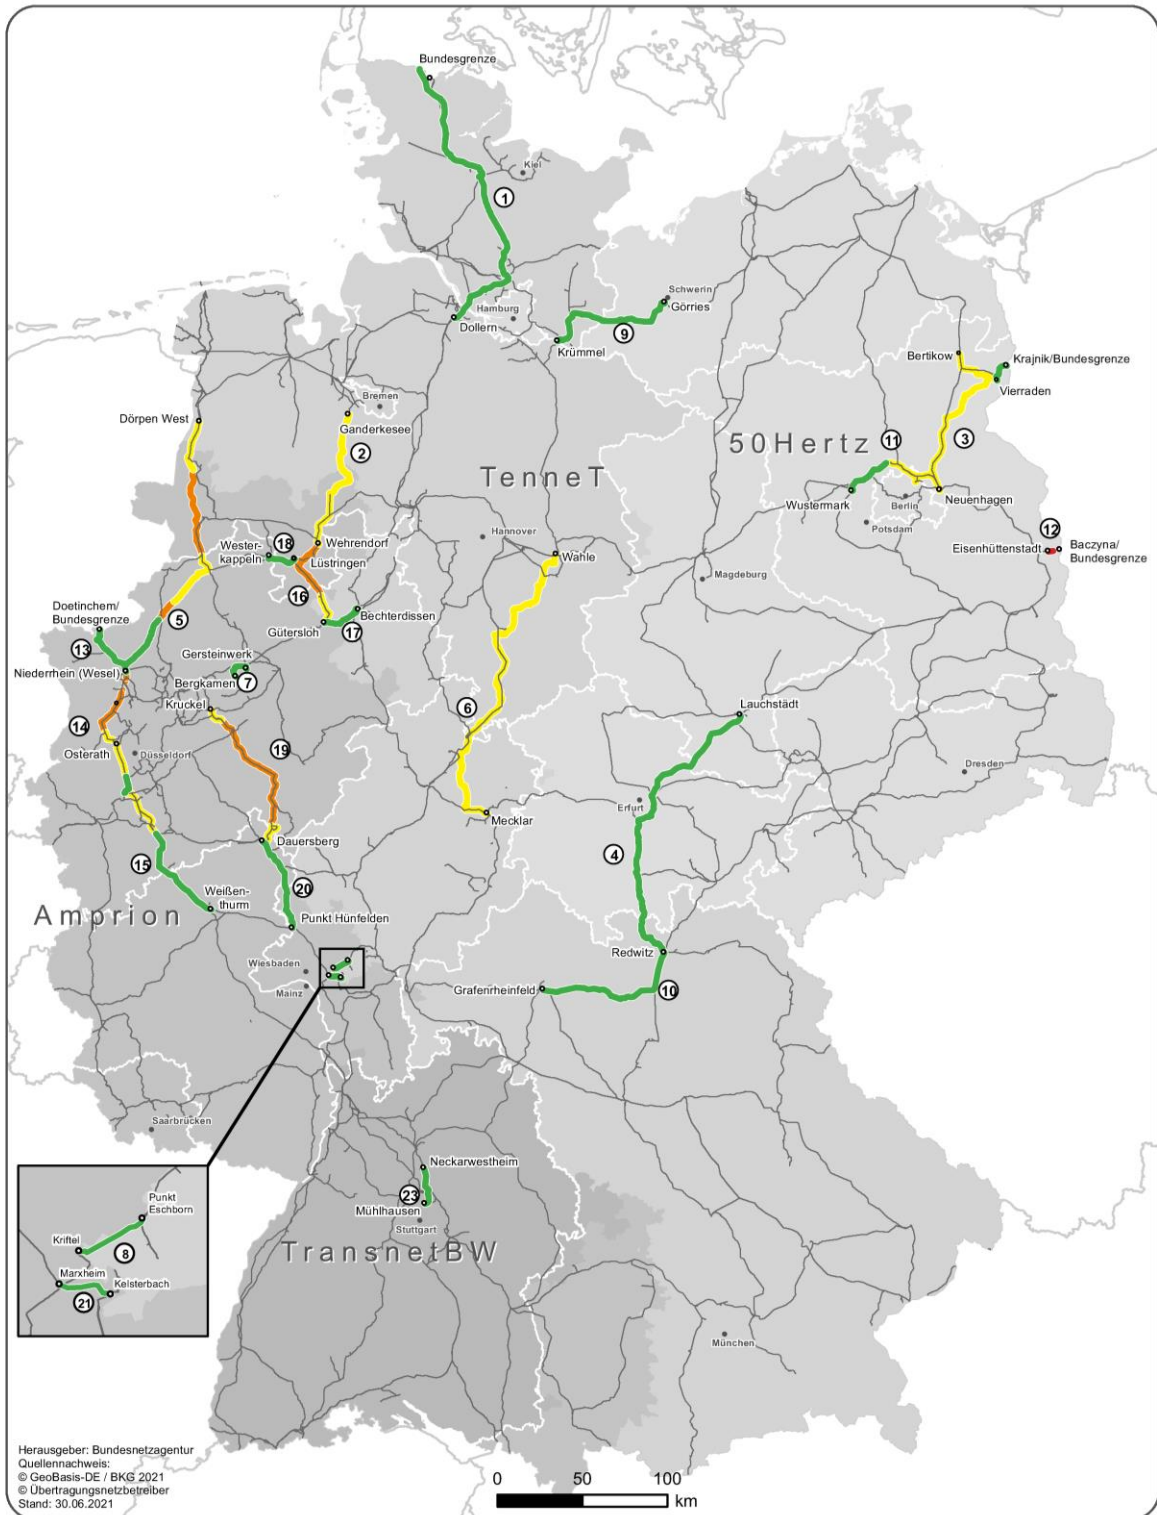 Bundesgrenze
Kiel
1
Schwerin
Görries
Hamburg
Dollern
9
Krümmel
Bertikow
Krajnik/Bundesgrenze
Vierraden
Bremen
Dörpen West
Ganderkesee
2
3
11
50Hertz
TenneT
Wustermark
Neuenhagen
Berlin
Potsdam
12
Hannover
Wehrendorf
18
Wester-
kappeln
Lüstringen
Wahle
Eisenhüttenstadt
Baczyna/
Bundesgrenze
Magdeburg
16
Doetinchem/
Bundesgrenze
5
Bechterdissen
Gütersloh
17
13
Gersteinwerk
Niederrhein (Wesel)
Bergkamen
7
Kruckel
6
14
Lauchstädt
Osterath
Düsseldorf
19
Dresden
Erfurt
Mecklar
Dauersberg
4
15
20
Weißen-
thurm
Amprion
Punkt Hünfelden
Redwitz
Wiesbaden
Mainz
Grafenrheinfeld
10
Saarbrücken
Neckarwestheim
23
Mühlhausen
Stuttgart
TransnetBW
Punkt
Eschborn
Kriftel
8
Marxheim
Kelsterbach
21
München
Herausgeber: Bundesnetzagentur
Quellennachweis:
© GeoBasis-DE / BKG 2021
© Übertragungsnetzbetreiber
Stand: 30.06.2021
0 50 100
km